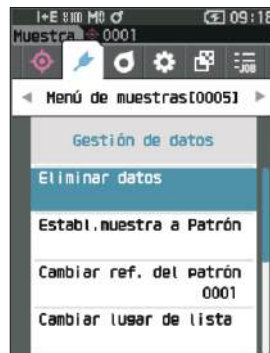 I+E 8mm M0 09:18
Muestra 0001
-JOB
Menú de muestras[0005]
Gestión de datos
Eliminar datos
Establ.muestra a Patrón
Cambiar ref. del patrón
0001
Cambiar lugar de lista